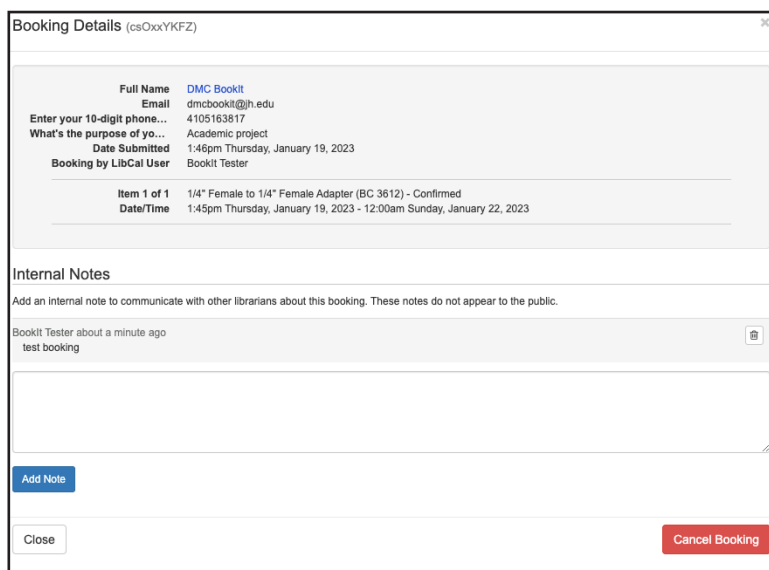 Booking Details (csOxxYKFZ)
×
Full Name DMC BookIt
Email dmcbookit@jh.edu
Enter your 10-digit phone... 4105163817
What's the purpose of yo... Academic project
Date Submitted 1:46pm Thursday, January 19, 2023
Booking by LibCal User BookIt Tester
Item 1 of 1 1/4" Female to 1/4" Female Adapter (BC 3612) - Confirmed
Date/Time 1:45pm Thursday, January 19, 2023 - 12:00am Sunday, January 22, 2023
Internal Notes
Add an internal note to communicate with other librarians about this booking. These notes do not appear to the public.
BookIt Tester about a minute ago
test booking
Add Note
Close Cancel Booking